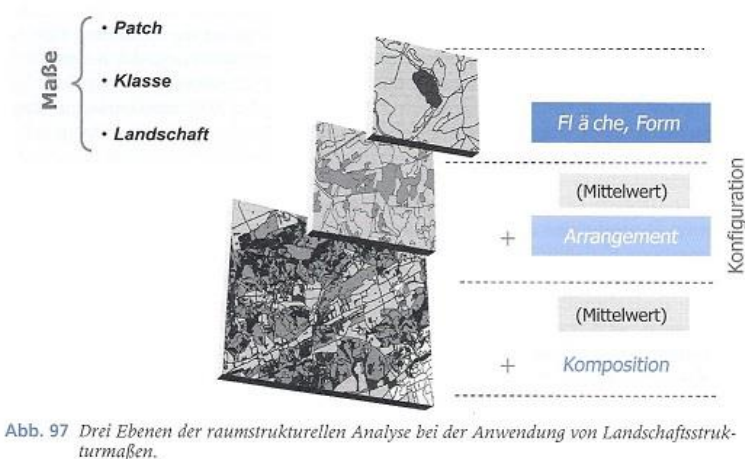 Maße
• Patch
• Klasse
• Landschaft
Fl ä che, Form
(Mittelwert)
+ Arrangement
(Mittelwert)
+ Komposition
Konfiguration
Abb. 97 Drei Ebenen der raumstrukturellen Analyse bei der Anwendung von Landschaftsstruk-
turmaßen.